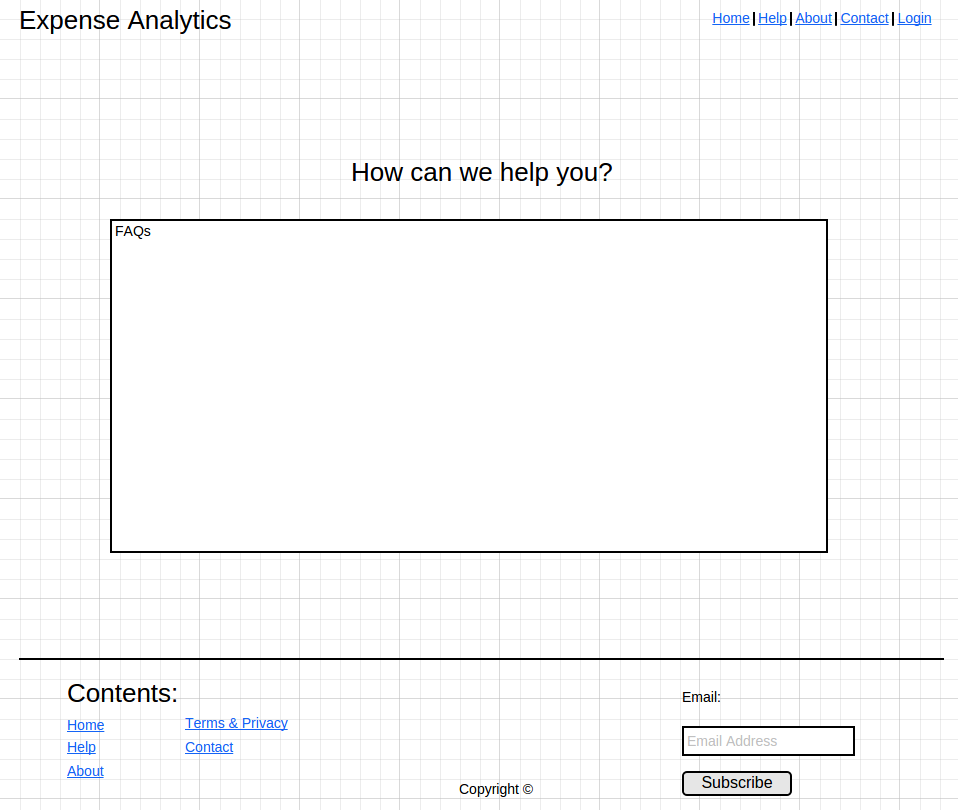 Expense Analytics
Home | Help | About | Contact | Login
How can we help you?
FAQs
Contents:
Home
Help
About
Terms & Privacy
Contact
Copyright ©
Email:
Email Address
Subscribe